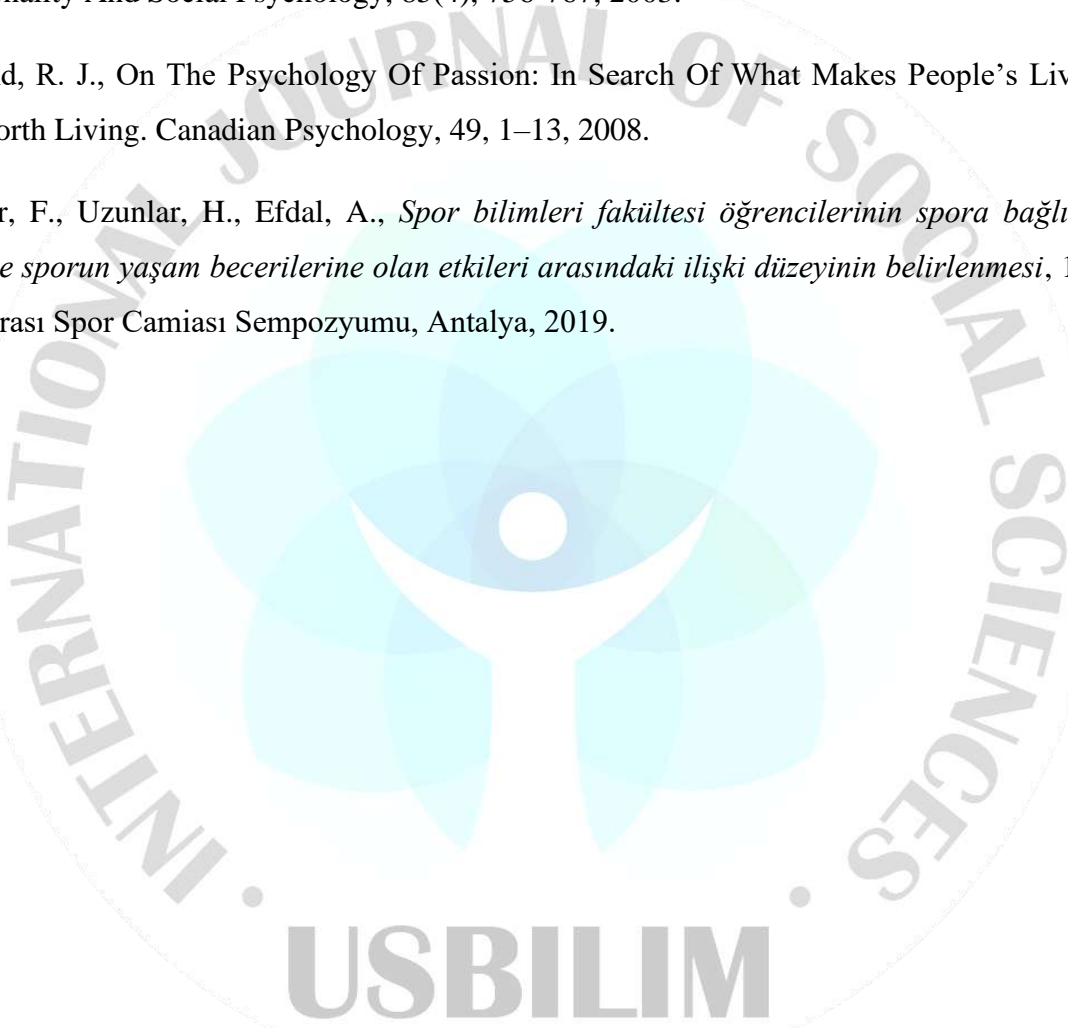 nality And Social Psychology, 85(4), 756-767, 2003.
d, R. J., On The Psychology Of Passion: In Search Of What Makes People’s Liv
orth Living. Canadian Psychology, 49, 1–13, 2008.
r, F., Uzunlar, H., Efdal, A., Spor bilimleri fakültesi öğrencilerinin spora bağlı
e sporun yaşam becerilerine olan etkileri arasındaki ilişki düzeyinin belirlenmesi, 1
rası Spor Camiası Sempozyumu, Antalya, 2019.
INTERNATIONAL JOURNAL OF SOCIAL SCIENCES
USBILIM